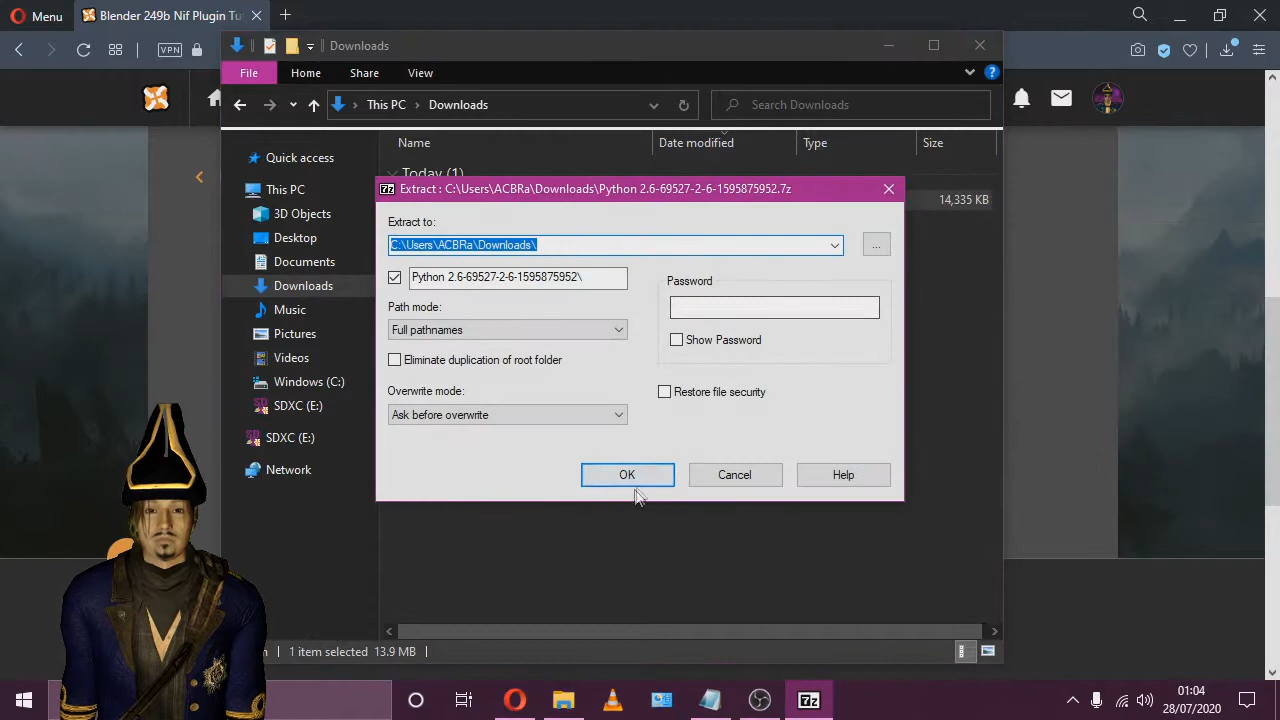 Menu
Blender 249b Nif Plugin Tu
VPN
Downloads
File
Home
Share
View
This PC
Downloads
Search Downloads
Name
Date modified
Type
Size
Quick access
Today (1)
14,335 KB
This PC
3D Objects
Desktop
Documents
Downloads
Music
Pictures
Videos
Windows (C:)
SDXC (E:)
SDXC (E:)
Network
7z
Extract : C:\Users\ACBRa\Downloads\Python 2.6-69527-2-6-1595875952.7z
Extract to:
C:\Users\ACBRa\Downloads\
...
Python 2.6-69527-2-6-1595875952\
Password
Path mode:
Full pathnames
Show Password
Eliminate duplication of root folder
Overwrite mode:
Restore file security
Ask before overwrite
OK
Cancel
Help
1 item selected 13.9 MB
7z
01:04
28/07/2020